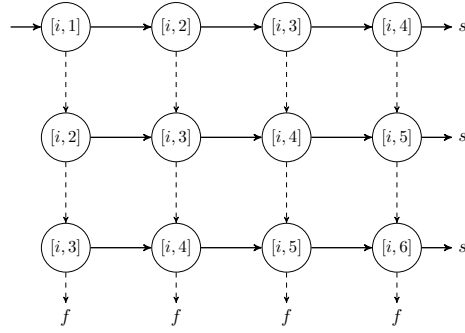 [i, 1] [i, 2] [i, 3] [i, 4] s
[i, 2] [i, 3] [i, 4] [i, 5] s
[i, 3] [i, 4] [i, 5] [i, 6] s
f f f f